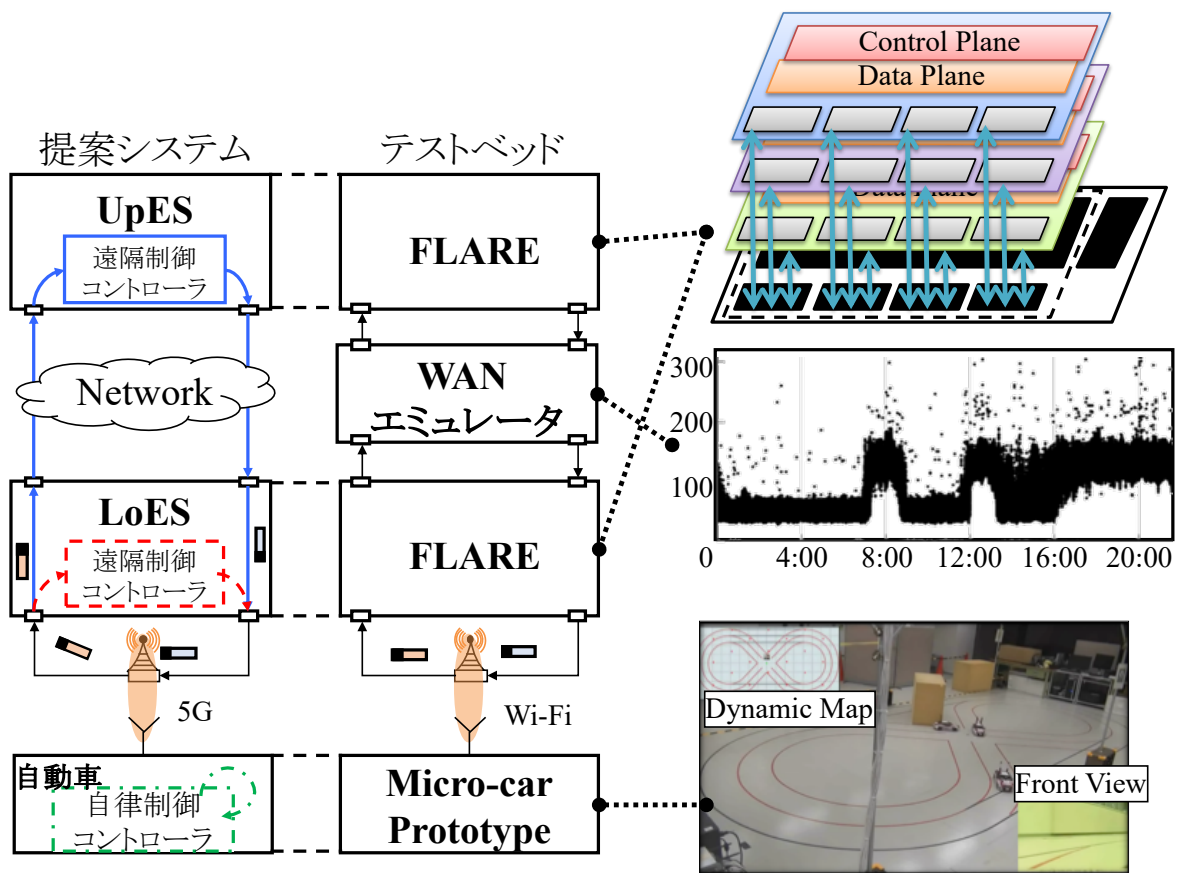 提案システム
UpES
遠隔制御
コントローラ
Network
LoES
遠隔制御
コントローラ
5G
自動車
自律制御
コントローラ
テストベッド
FLARE
WAN
エミュレータ
FLARE
Wi-Fi
Micro-car
Prototype
Control Plane
Data Plane
Data Plane
300
200
100
0
4:00
8:00
12:00
16:00
20:00
Dynamic Map
Front View